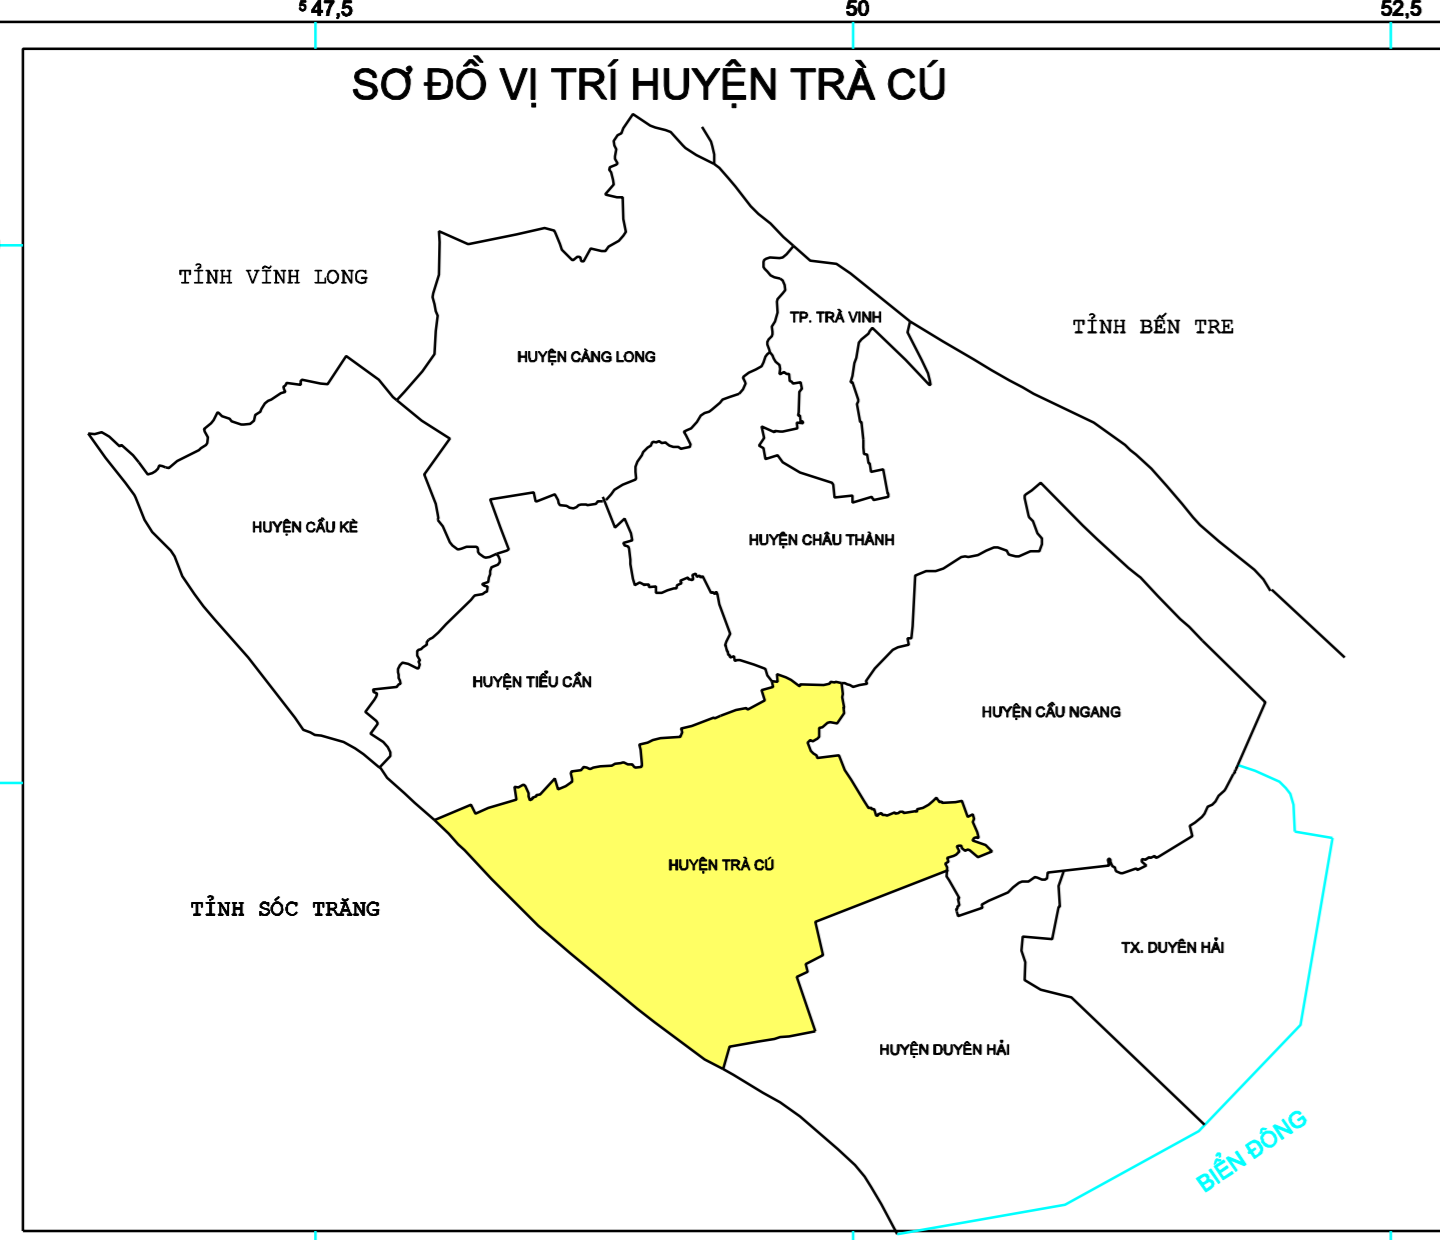 5 47,5
50
52,5
SƠ ĐỒ VỊ TRÍ HUYỆN TRÀ CÚ
TỈNH VĨNH LONG
TP. TRÀ VINH
TỈNH BẾN TRE
HUYỆN CÀNG LONG
HUYỆN CẦU KÈ
HUYỆN CHÂU THÀNH
HUYỆN TIỂU CẦN
HUYỆN CẦU NGANG
HUYỆN TRÀ CÚ
TỈNH SÓC TRĂNG
TX. DUYÊN HẢI
HUYỆN DUYÊN HẢI
BIỂN ĐÔNG